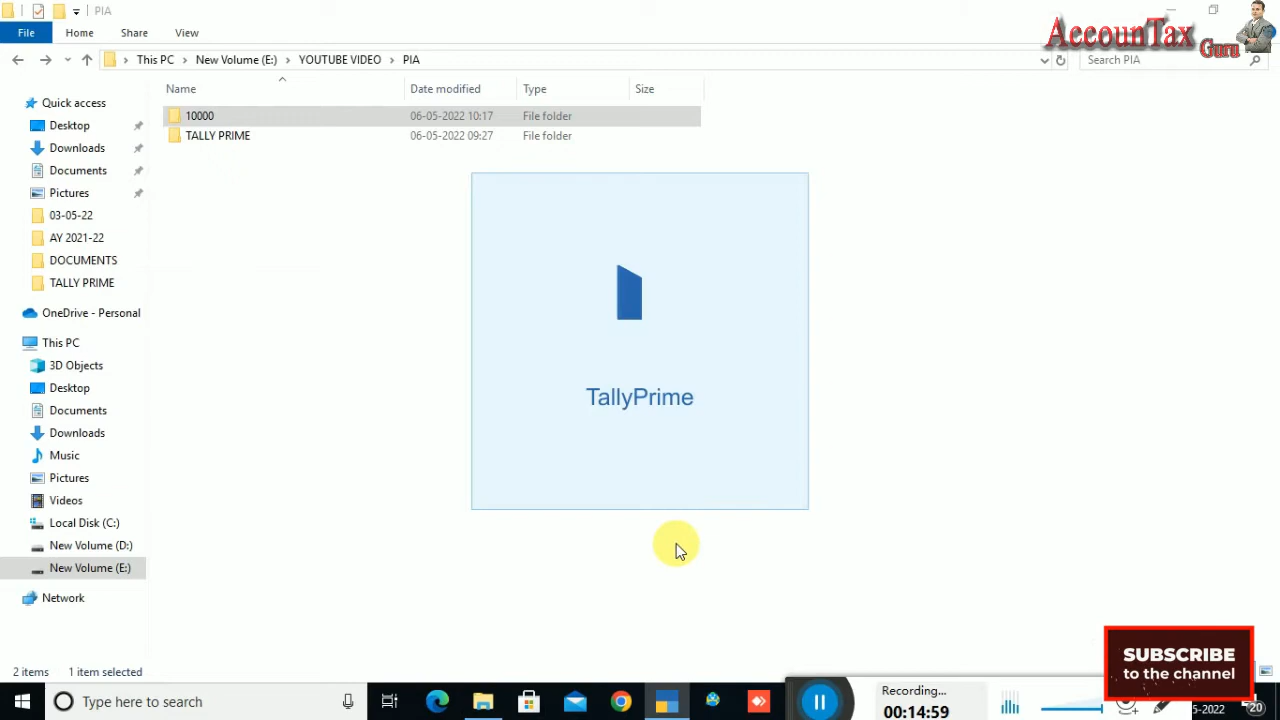 PIA
AccounTax
Guru
File Home Share View
This PC New Volume (E:) YOUTUBE VIDEO PIA
Search PIA
Name Date modified Type Size
10000 06-05-2022 10:17 File folder
TALLY PRIME 06-05-2022 09:27 File folder
Quick access
Desktop
Downloads
Documents
Pictures
03-05-22
AY 2021-22
DOCUMENTS
TALLY PRIME
OneDrive - Personal
This PC
3D Objects
Desktop
Documents
Downloads
Music
Pictures
Videos
Local Disk (C:)
New Volume (D:)
New Volume (E:)
Network
TallyPrime
SUBSCRIBE
to the channel
2 items 1 item selected
Type here to search
Recording...
00:14:59
5-2022
20